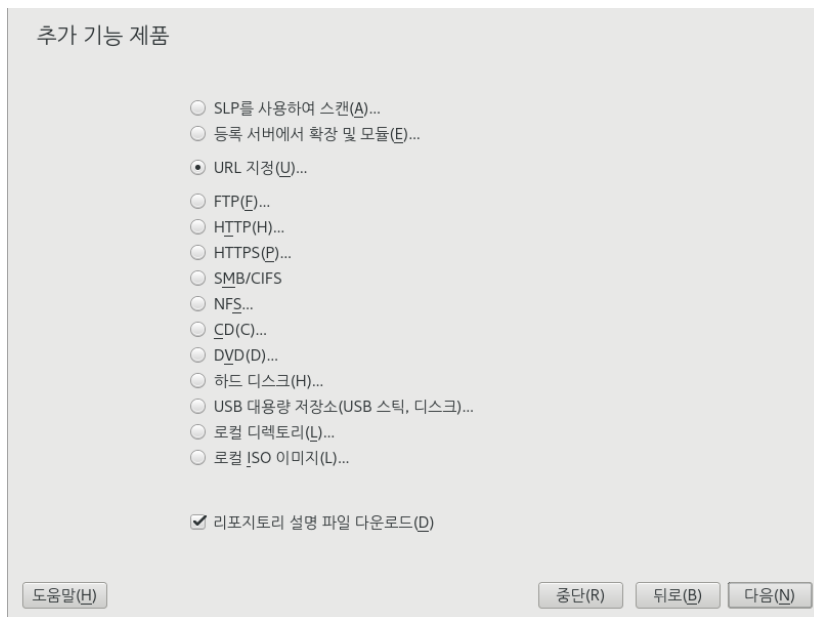 추가 기능 제품
SLP를 사용하여 스캔(A)...
등록 서버에서 확장 및 모듈(E)...
URL 지정(U)...
FTP(F)...
HTTP(H)...
HTTPS(P)...
SMB/CIFS
NFS...
CD(C)...
DVD(D)...
하드 디스크(H)...
USB 대용량 저장소(USB 스틱, 디스크)...
로컬 디렉토리(L)...
로컬 ISO 이미지(L)...
리포지토리 설명 파일 다운로드(D)
도움말(H) 중단(R) 뒤로(B) 다음(N)